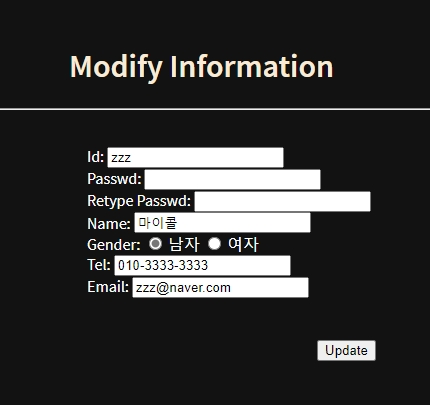 Modify Information
Id: zzz
Passwd:
Retype Passwd:
Name: 마이콜
Gender: 남자 여자
Tel: 010-3333-3333
Email: zzz@naver.com
Update